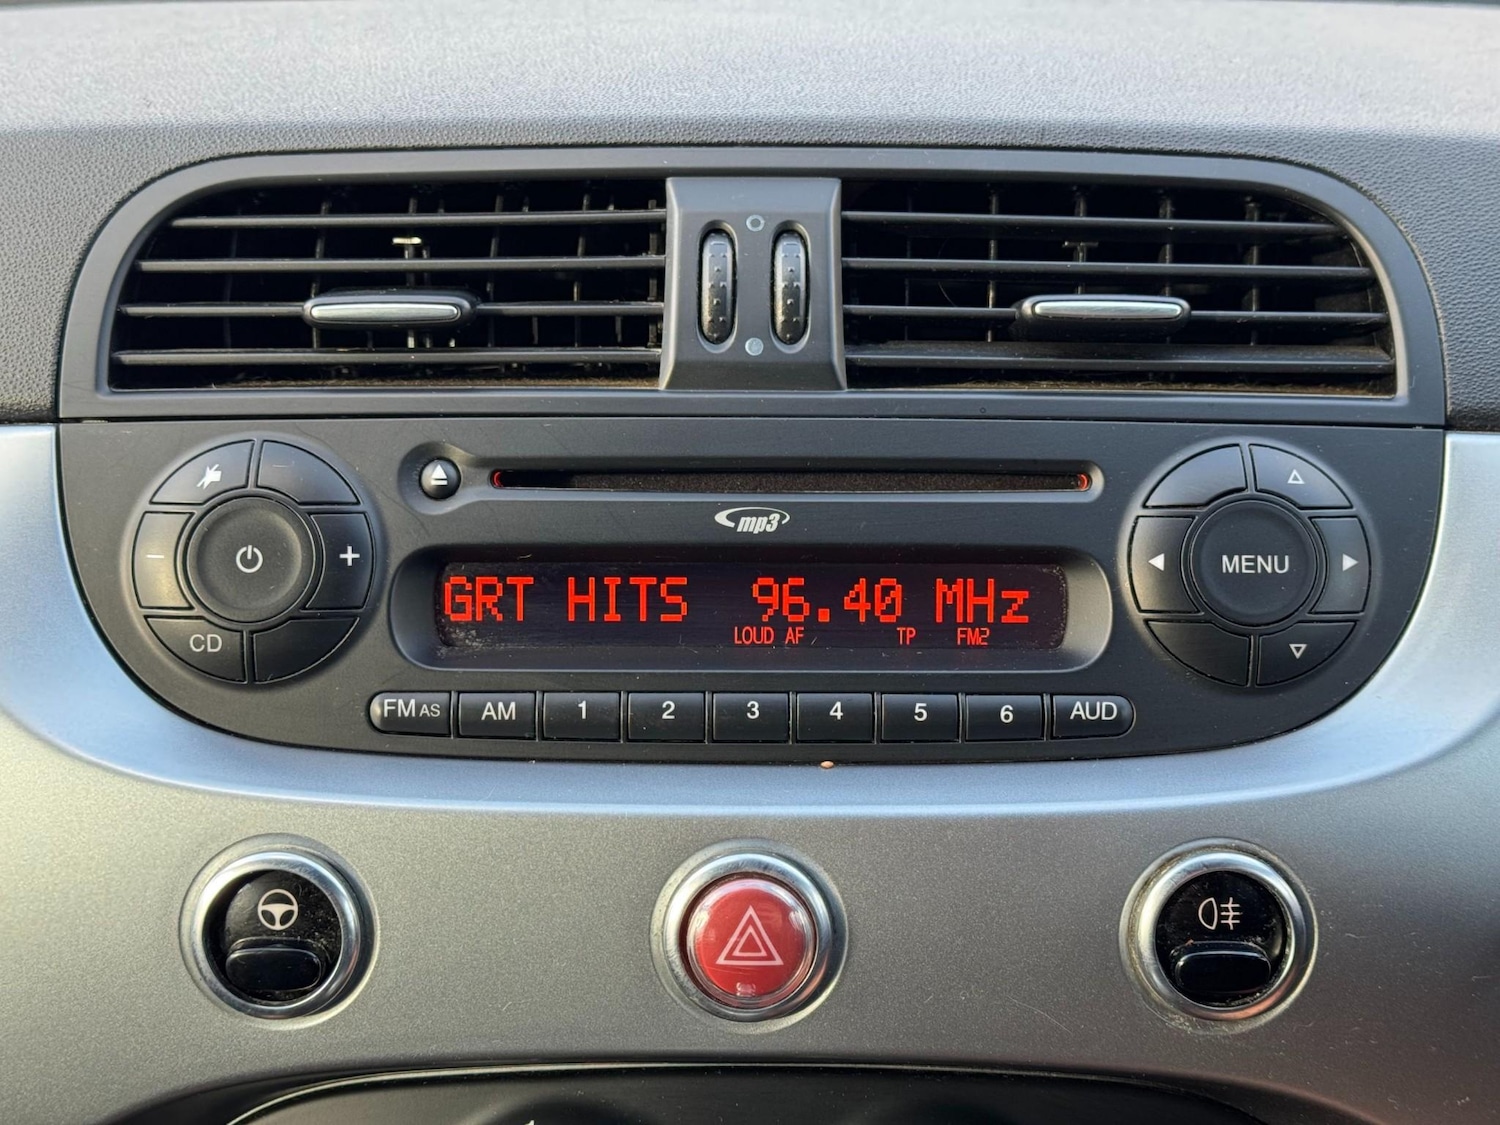 mp3
GRT HITS 96.40 MHz
LOUD AF TP FM2
CD
MENU
FM AS AM 1 2 3 4 5 6 AUD